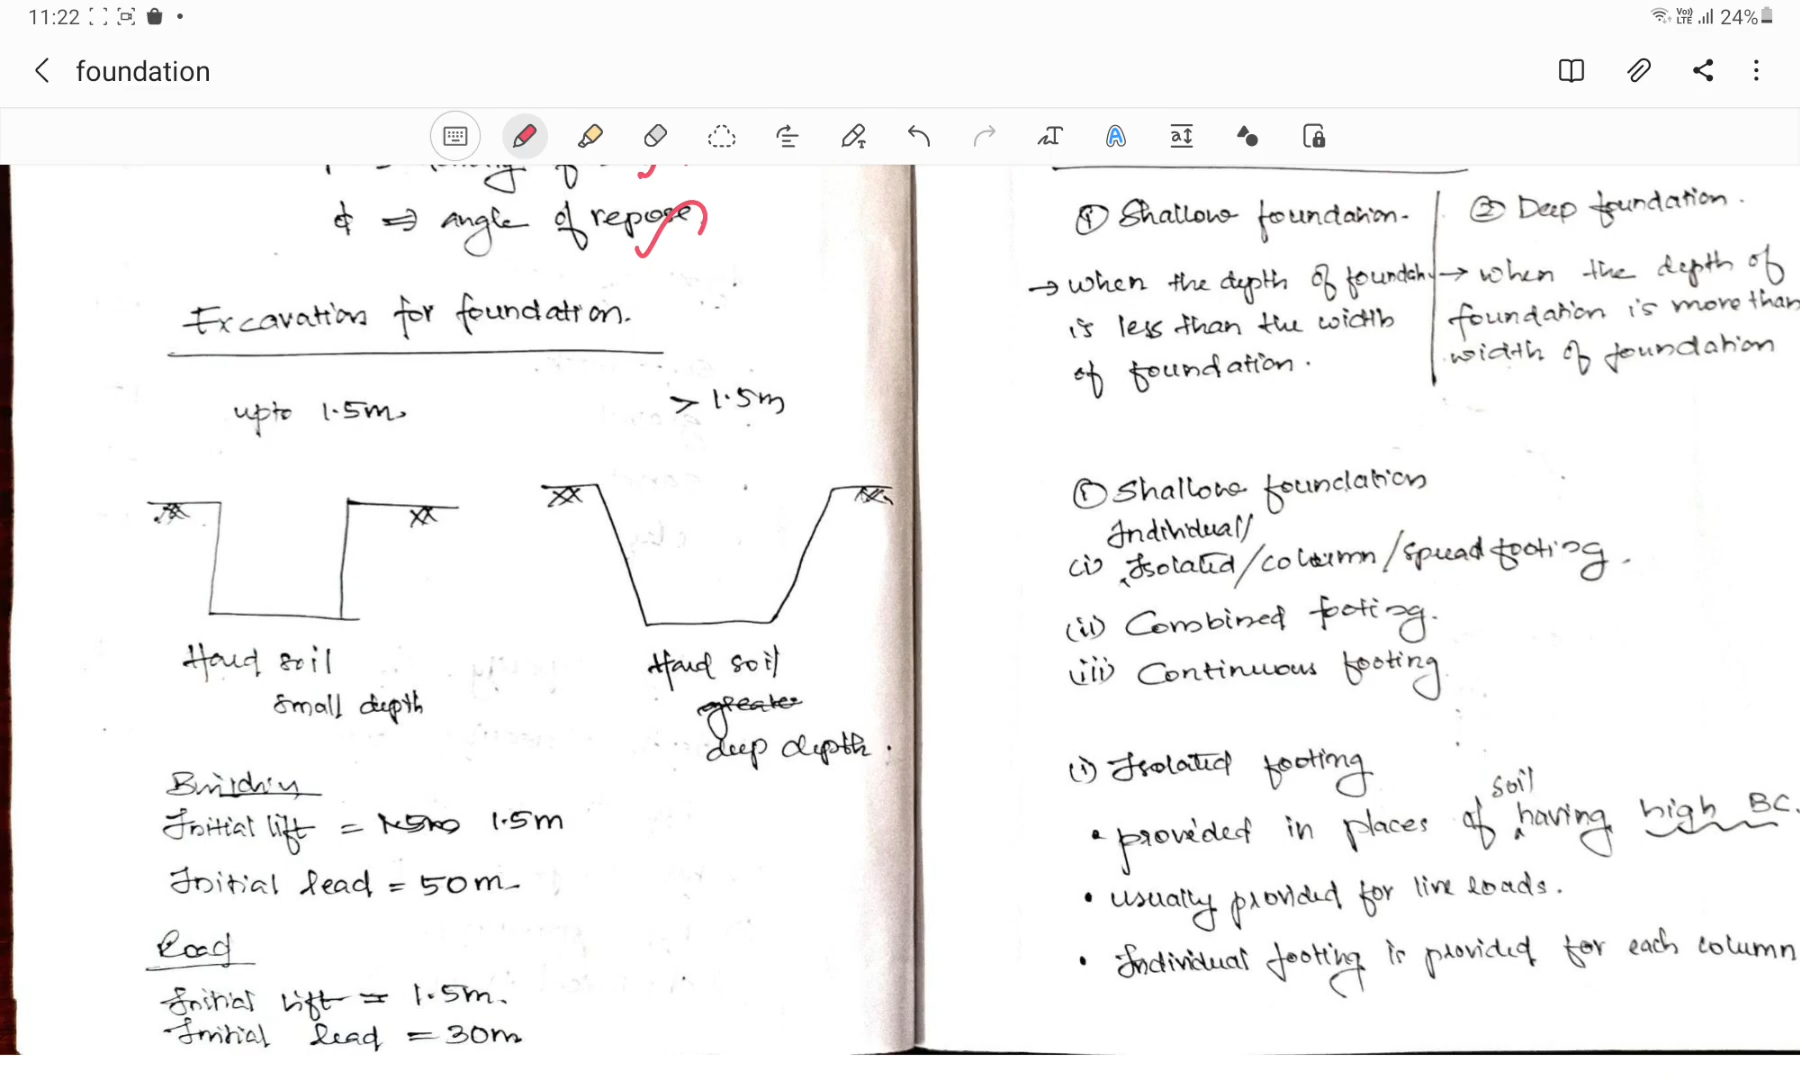 11:22
VoLTE 24%
foundation
ϕ ⇒ angle of repose
Excavation for foundation.
upto 1.5m.
> 1.5m
Hard soil
small depth
Hard soil
greater
deep depth.
Building
Initial lift = 1.5m
Initial lead = 50m
Road
Initial lift = 1.5m.
Initial lead = 30m
① Shallow foundation.
→ when the depth of foundatn.
is less than the width
of foundation.
② Deep foundation.
→ when the depth of
foundation is more than
width of foundation
① Shallow foundation
Individual/
(i) Isolated/column/spread footing.
(ii) Combined footing.
(iii) Continuous footing
(i) Isolated footing
• provided in places of soil having high BC.
• usually provided for live loads.
• Individual footing is provided for each column